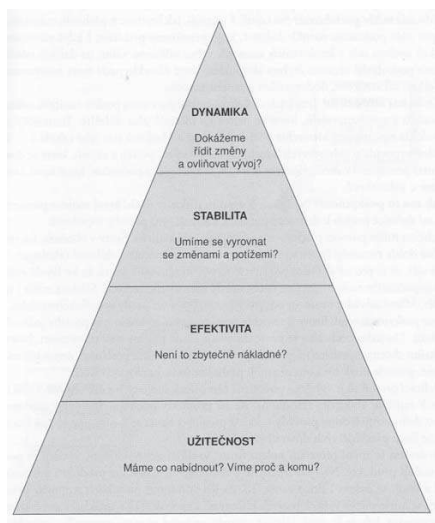 DYNAMIKA
Dokážeme
řídit změny
a ovliňovat vývoj?
STABILITA
Umíme se vyrovnat
se změnami a potížemi?
EFEKTIVITA
Není to zbytečně nákladné?
UŽITEČNOST
Máme co nabídnout? Víme proč a komu?